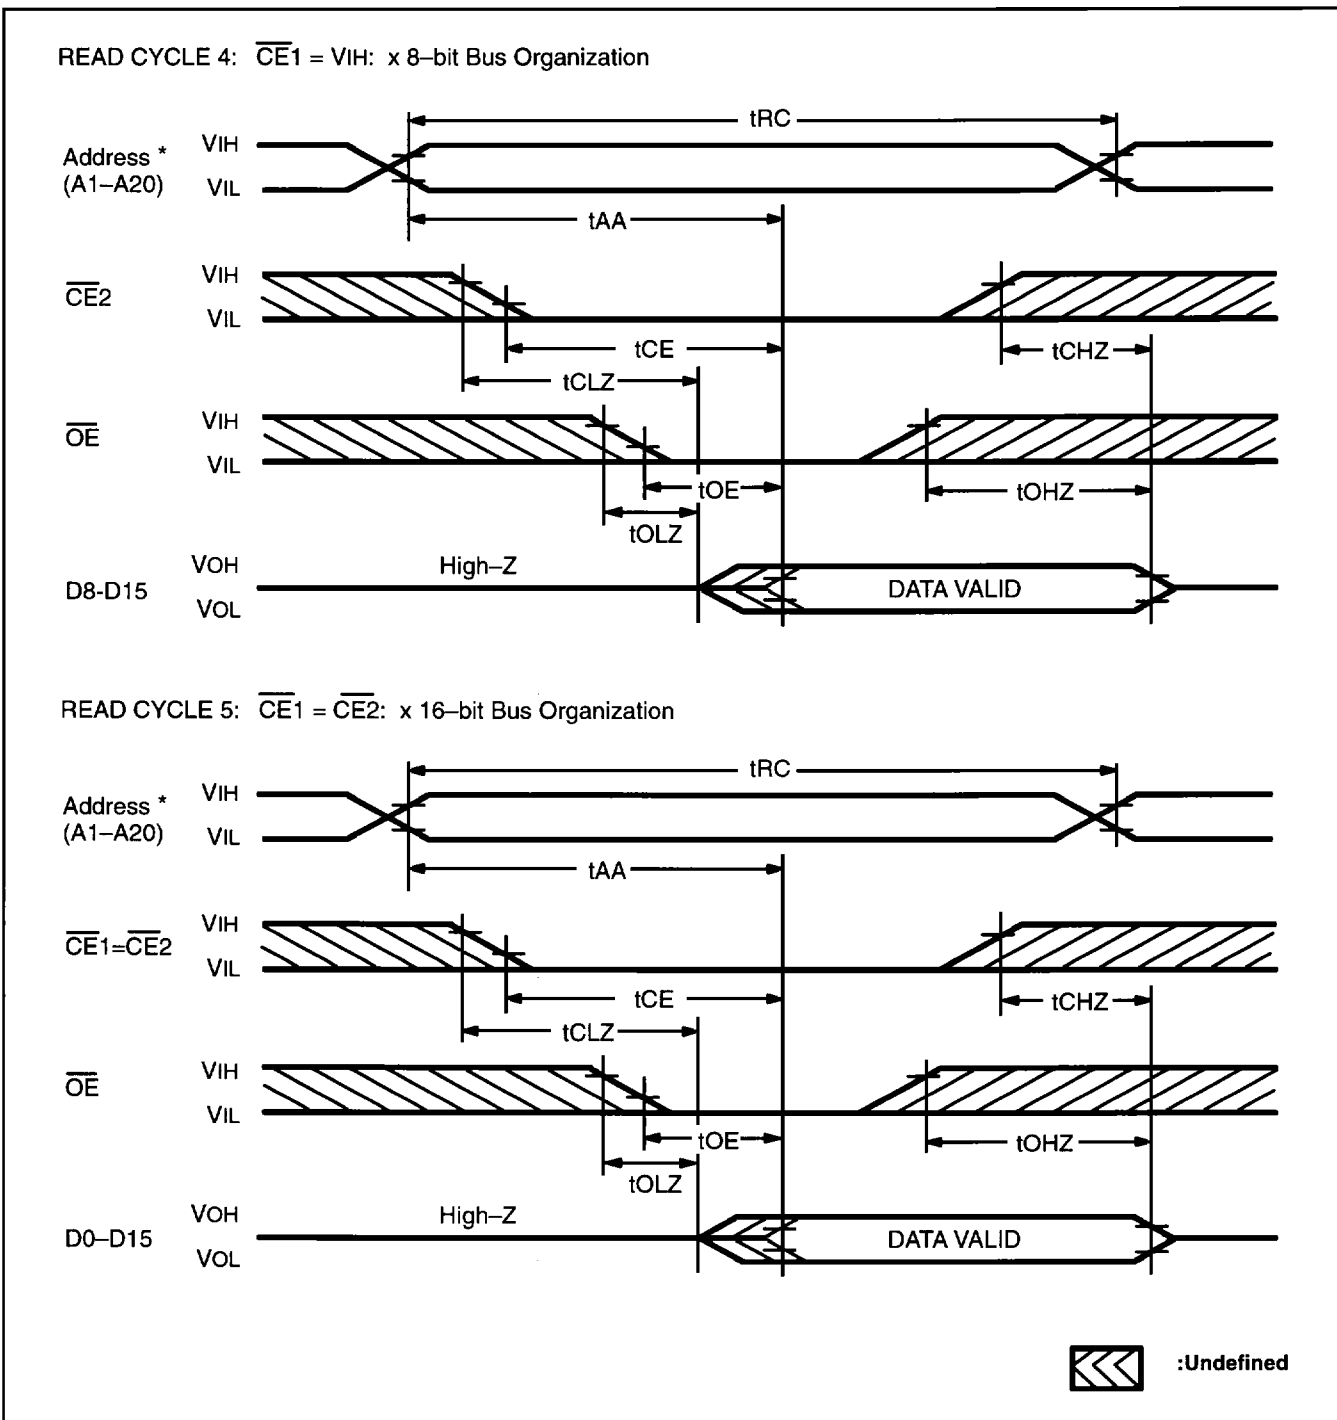 READ CYCLE 4: CE1 = VIH: x 8–bit Bus Organization
tRC
Address *
(A1–A20)
VIH
VIL
tAA
CE2
VIH
VIL
tCE
tCHZ
tCLZ
OE
VIH
VIL
tOE
tOHZ
tOLZ
D8-D15
VOH
VOL
High–Z
DATA VALID
READ CYCLE 5: CE1 = CE2: x 16–bit Bus Organization
tRC
Address *
(A1–A20)
VIH
VIL
tAA
CE1=CE2
VIH
VIL
tCE
tCHZ
tCLZ
OE
VIH
VIL
tOE
tOHZ
tOLZ
D0–D15
VOH
VOL
High–Z
DATA VALID
:Undefined